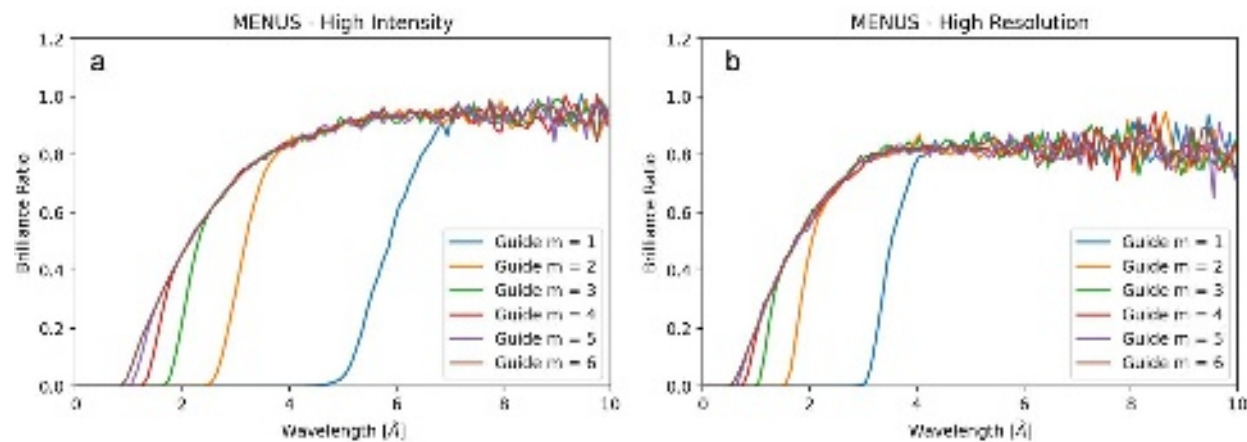 MENUS - High Intensity
a
1.2
1.0
0.8
0.6
0.4
0.2
0.0
Brilliance Ratio
Guide m = 1
Guide m = 2
Guide m = 3
Guide m = 4
Guide m = 5
Guide m = 6
0 2 4 6 8 10
Wavelength [Å]
MENUS - High Resolution
b
1.2
1.0
0.8
0.6
0.4
0.2
0.0
Brilliance Ratio
Guide m = 1
Guide m = 2
Guide m = 3
Guide m = 4
Guide m = 5
Guide m = 6
0 2 4 6 8 10
Wavelength [Å]